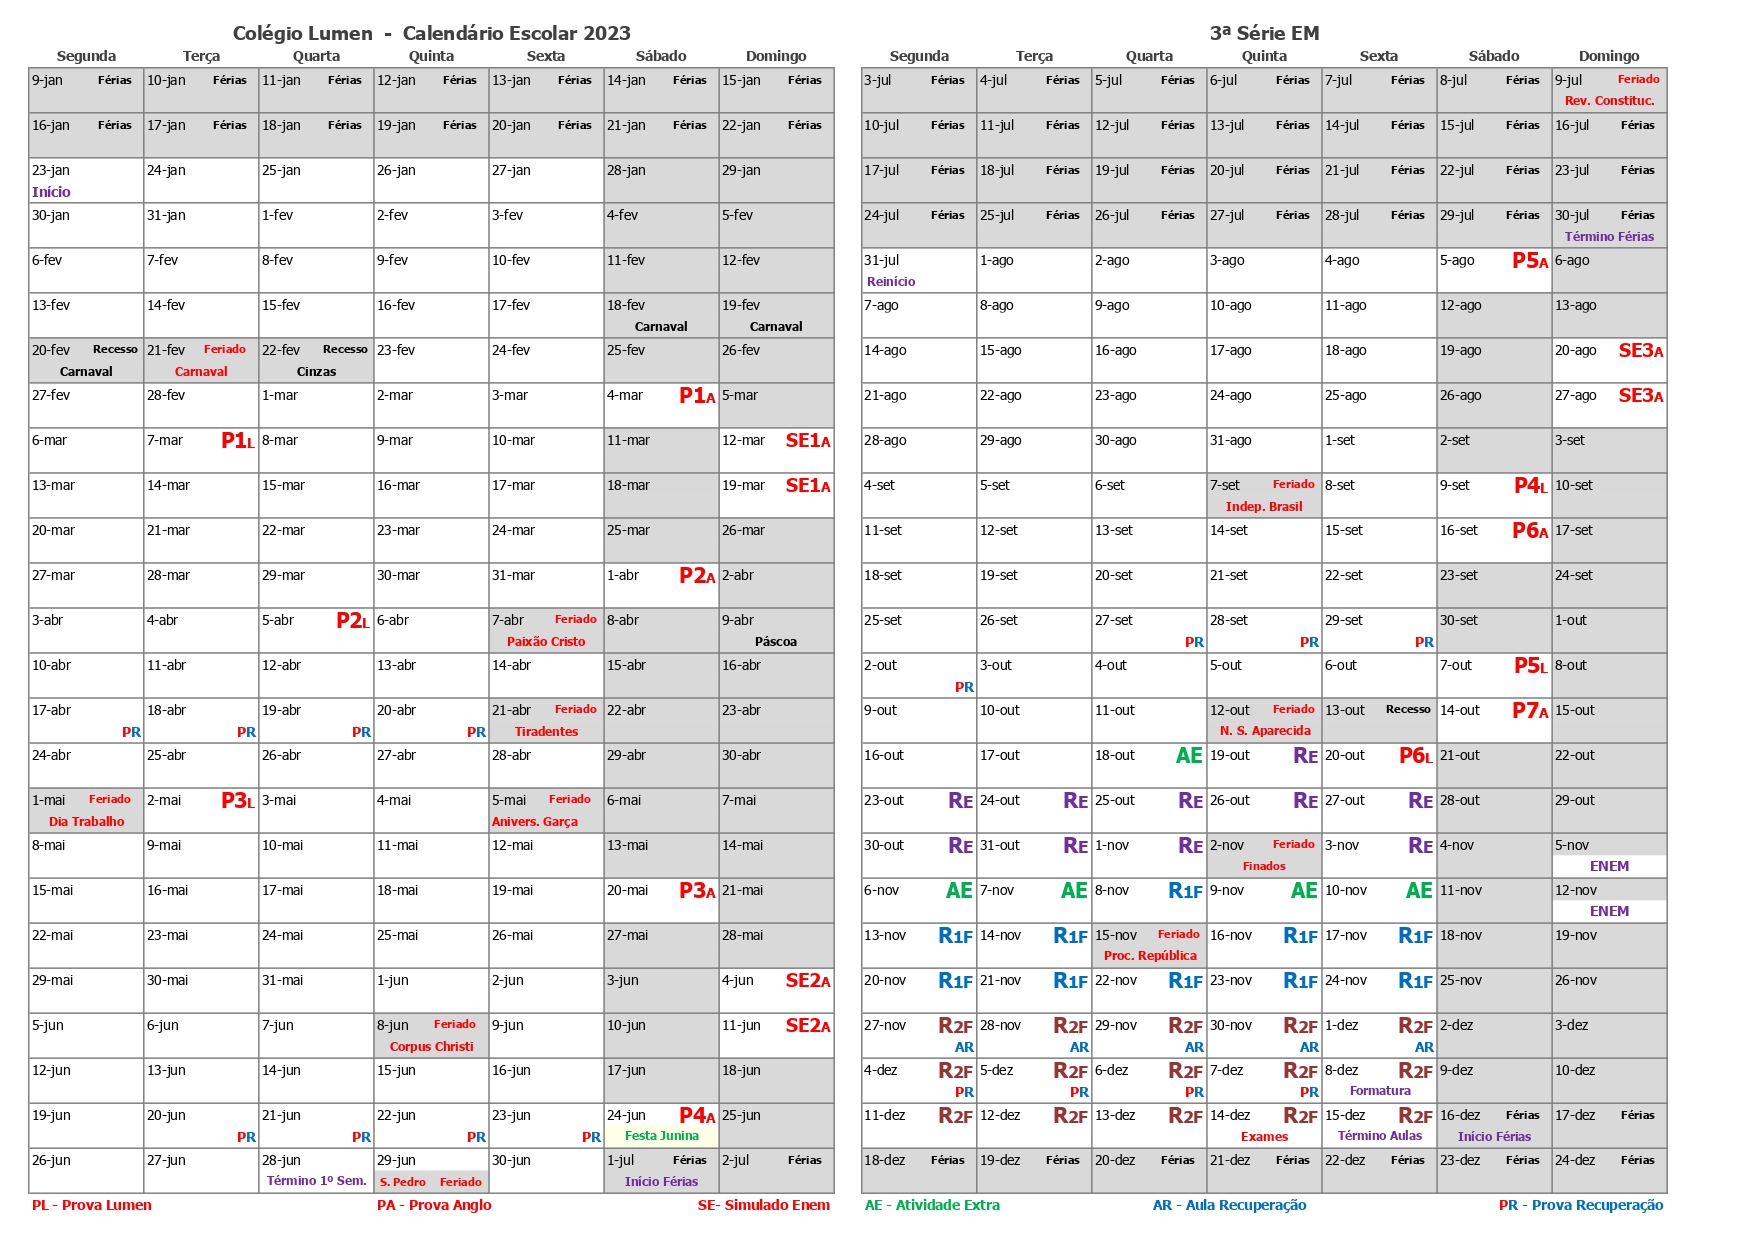 Colégio Lumen - Calendário Escolar 2023
Segunda Terça Quarta Quinta Sexta Sábado Domingo
9-jan Férias 10-jan Férias 11-jan Férias 12-jan Férias 13-jan Férias 14-jan Férias 15-jan Férias
16-jan Férias 17-jan Férias 18-jan Férias 19-jan Férias 20-jan Férias 21-jan Férias 22-jan Férias
23-jan 24-jan 25-jan 26-jan 27-jan 28-jan 29-jan
Início
30-jan 31-jan 1-fev 2-fev 3-fev 4-fev 5-fev
6-fev 7-fev 8-fev 9-fev 10-fev 11-fev 12-fev
13-fev 14-fev 15-fev 16-fev 17-fev 18-fev 19-fev
Carnaval Carnaval
20-fev Recesso 21-fev Feriado 22-fev Recesso 23-fev 24-fev 25-fev 26-fev
Carnaval Carnaval Cinzas
27-fev 28-fev 1-mar 2-mar 3-mar 4-mar P1A 5-mar
6-mar 7-mar P1L 8-mar 9-mar 10-mar 11-mar 12-mar SE1A
13-mar 14-mar 15-mar 16-mar 17-mar 18-mar 19-mar SE1A
20-mar 21-mar 22-mar 23-mar 24-mar 25-mar 26-mar
27-mar 28-mar 29-mar 30-mar 31-mar 1-abr P2A 2-abr
3-abr 4-abr 5-abr P2L 6-abr 7-abr Feriado 8-abr 9-abr
Paixão Cristo Páscoa
10-abr 11-abr 12-abr 13-abr 14-abr 15-abr 16-abr
17-abr 18-abr 19-abr 20-abr 21-abr Feriado 22-abr 23-abr
PR PR PR PR Tiradentes
24-abr 25-abr 26-abr 27-abr 28-abr 29-abr 30-abr
1-mai Feriado 2-mai P3L 3-mai 4-mai 5-mai Feriado 6-mai 7-mai
Dia Trabalho Anivers. Garça
8-mai 9-mai 10-mai 11-mai 12-mai 13-mai 14-mai
15-mai 16-mai 17-mai 18-mai 19-mai 20-mai P3A 21-mai
22-mai 23-mai 24-mai 25-mai 26-mai 27-mai 28-mai
29-mai 30-mai 31-mai 1-jun 2-jun 3-jun 4-jun SE2A
5-jun 6-jun 7-jun 8-jun Feriado 9-jun 10-jun 11-jun SE2A
Corpus Christi
12-jun 13-jun 14-jun 15-jun 16-jun 17-jun 18-jun
19-jun 20-jun 21-jun 22-jun 23-jun 24-jun P4A 25-jun
PR PR PR PR Festa Junina
26-jun 27-jun 28-jun 29-jun 30-jun 1-jul Férias 2-jul Férias
Término 1º Sem. S. Pedro Feriado Início Férias
PL - Prova Lumen PA - Prova Anglo SE- Simulado Enem
3ª Série EM
Segunda Terça Quarta Quinta Sexta Sábado Domingo
3-jul Férias 4-jul Férias 5-jul Férias 6-jul Férias 7-jul Férias 8-jul Férias 9-jul Feriado
Rev. Constituc.
10-jul Férias 11-jul Férias 12-jul Férias 13-jul Férias 14-jul Férias 15-jul Férias 16-jul Férias
17-jul Férias 18-jul Férias 19-jul Férias 20-jul Férias 21-jul Férias 22-jul Férias 23-jul Férias
24-jul Férias 25-jul Férias 26-jul Férias 27-jul Férias 28-jul Férias 29-jul Férias 30-jul Férias
Término Férias
31-jul 1-ago 2-ago 3-ago 4-ago 5-ago P5A 6-ago
Reinício
7-ago 8-ago 9-ago 10-ago 11-ago 12-ago 13-ago
14-ago 15-ago 16-ago 17-ago 18-ago 19-ago 20-ago SE3A
21-ago 22-ago 23-ago 24-ago 25-ago 26-ago 27-ago SE3A
28-ago 29-ago 30-ago 31-ago 1-set 2-set 3-set
4-set 5-set 6-set 7-set Feriado 8-set 9-set P4L 10-set
Indep. Brasil
11-set 12-set 13-set 14-set 15-set 16-set P6A 17-set
18-set 19-set 20-set 21-set 22-set 23-set 24-set
25-set 26-set 27-set 28-set 29-set 30-set 1-out
PR PR PR
2-out 3-out 4-out 5-out 6-out 7-out P5L 8-out
PR
9-out 10-out 11-out 12-out Feriado 13-out Recesso 14-out P7A 15-out
N. S. Aparecida
16-out 17-out 18-out AE 19-out RE 20-out P6L 21-out 22-out
23-out RE 24-out RE 25-out RE 26-out RE 27-out RE 28-out 29-out
30-out RE 31-out RE 1-nov RE 2-nov Feriado 3-nov RE 4-nov 5-nov
Finados ENEM
6-nov AE 7-nov AE 8-nov R1F 9-nov AE 10-nov AE 11-nov 12-nov
ENEM
13-nov R1F 14-nov R1F 15-nov Feriado 16-nov R1F 17-nov R1F 18-nov 19-nov
Proc. República
20-nov R1F 21-nov R1F 22-nov R1F 23-nov R1F 24-nov R1F 25-nov 26-nov
27-nov R2F 28-nov R2F 29-nov R2F 30-nov R2F 1-dez R2F 2-dez 3-dez
AR AR AR AR AR
4-dez R2F 5-dez R2F 6-dez R2F 7-dez R2F 8-dez R2F 9-dez 10-dez
PR PR PR PR Formatura
11-dez R2F 12-dez R2F 13-dez R2F 14-dez R2F 15-dez R2F 16-dez Férias 17-dez Férias
Exames Término Aulas Início Férias
18-dez Férias 19-dez Férias 20-dez Férias 21-dez Férias 22-dez Férias 23-dez Férias 24-dez Férias
AE - Atividade Extra AR - Aula Recuperação PR - Prova Recuperação